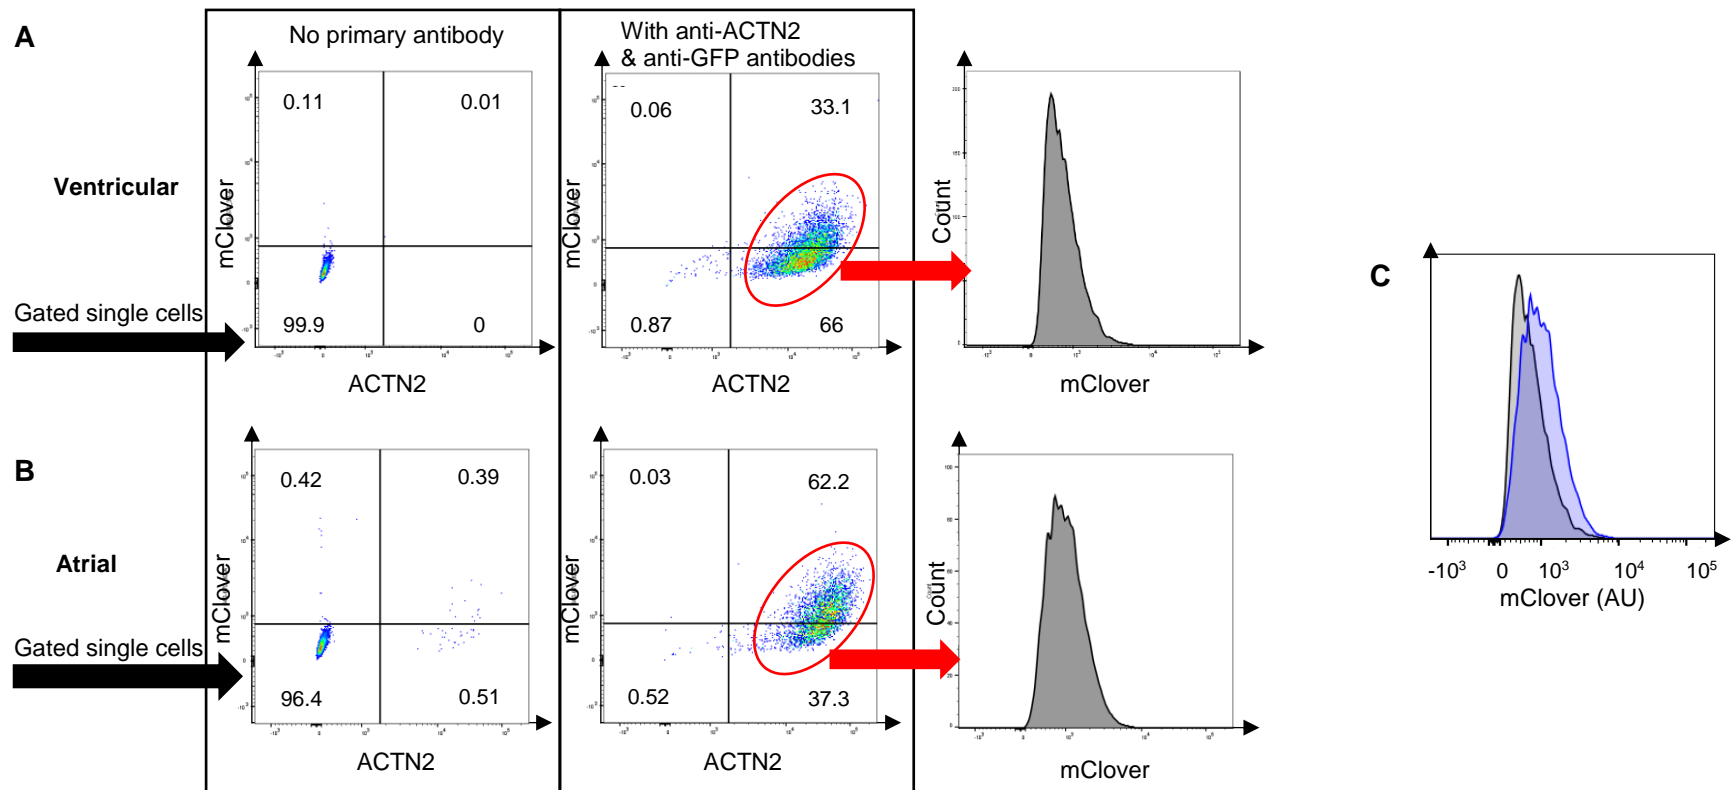 A
No primary antibody
With anti-ACTN2
& anti-GFP antibodies
0.11
0.01
0.06
33.1
Ventricular
mClover
mClover
Count
C
Gated single cells
99.9
0
0.87
66
ACTN2
ACTN2
mClover
B
0.42
0.39
0.03
62.2
Atrial
mClover
mClover
Count
-10³ 0 10³ 10⁴ 10⁵
mClover (AU)
Gated single cells
96.4
0.51
0.52
37.3
ACTN2
ACTN2
mClover